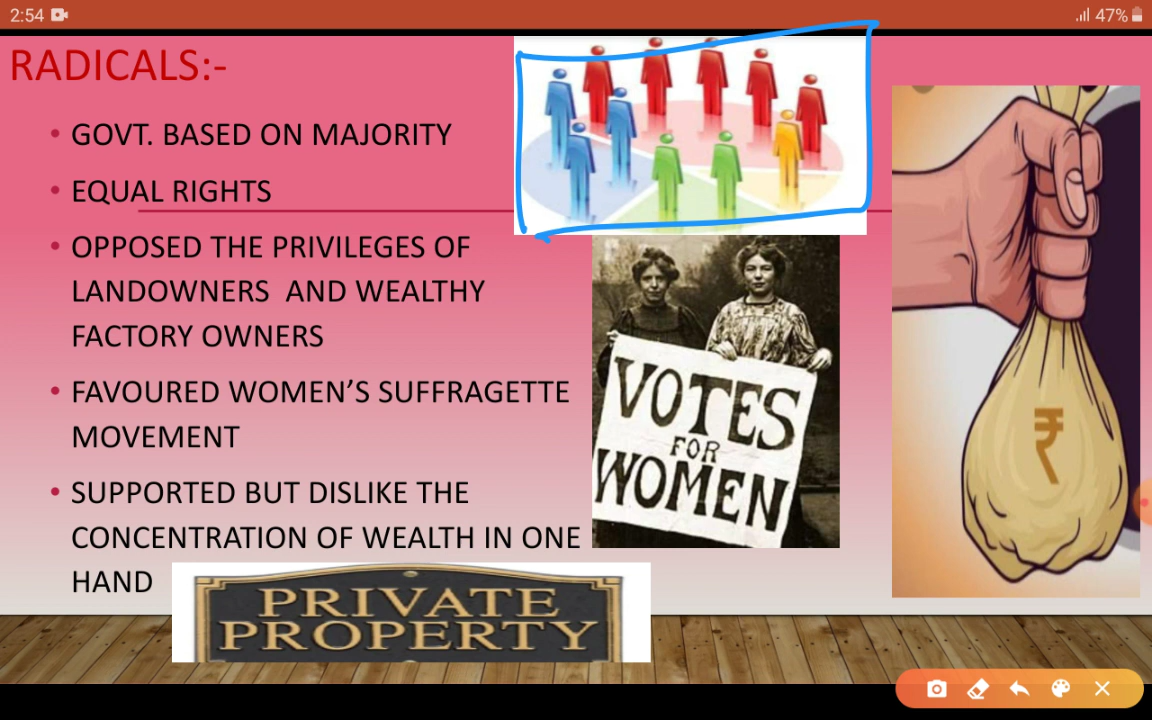 2:54
47%
RADICALS:-
• GOVT. BASED ON MAJORITY
• EQUAL RIGHTS
• OPPOSED THE PRIVILEGES OF
LANDOWNERS AND WEALTHY
FACTORY OWNERS
• FAVOURED WOMEN'S SUFFRAGETTE
MOVEMENT
• SUPPORTED BUT DISLIKE THE
CONCENTRATION OF WEALTH IN ONE
HAND
VOTES
FOR
WOMEN
₹
PRIVATE
PROPERTY